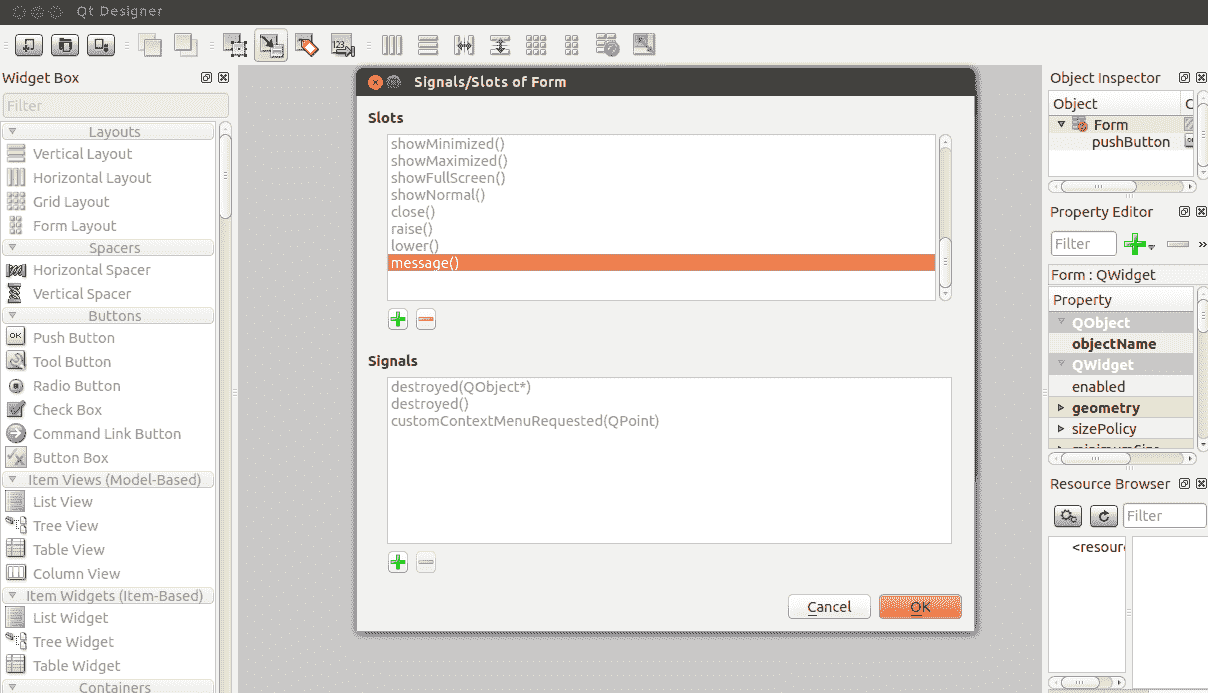 Qt Designer
Widget Box
Filter
Layouts
Vertical Layout
Horizontal Layout
Grid Layout
Form Layout
Spacers
Horizontal Spacer
Vertical Spacer
Buttons
OK
Push Button
Tool Button
Radio Button
Check Box
Command Link Button
Button Box
Item Views (Model-Based)
List View
Tree View
Table View
Column View
Item Widgets (Item-Based)
List Widget
Tree Widget
Table Widget
Containers
123
Signals/Slots of Form
Slots
showMinimized()
showMaximized()
showFullScreen()
showNormal()
close()
raise()
lower()
message()
Signals
destroyed(QObject*)
destroyed()
customContextMenuRequested(QPoint)
Cancel
OK
Object Inspector
Object
Form
pushButton
Property Editor
Filter
»
Form : QWidget
Property
QObject
objectName
QWidget
enabled
geometry
sizePolicy
minimumSize
Resource Browser
Filter
<resour